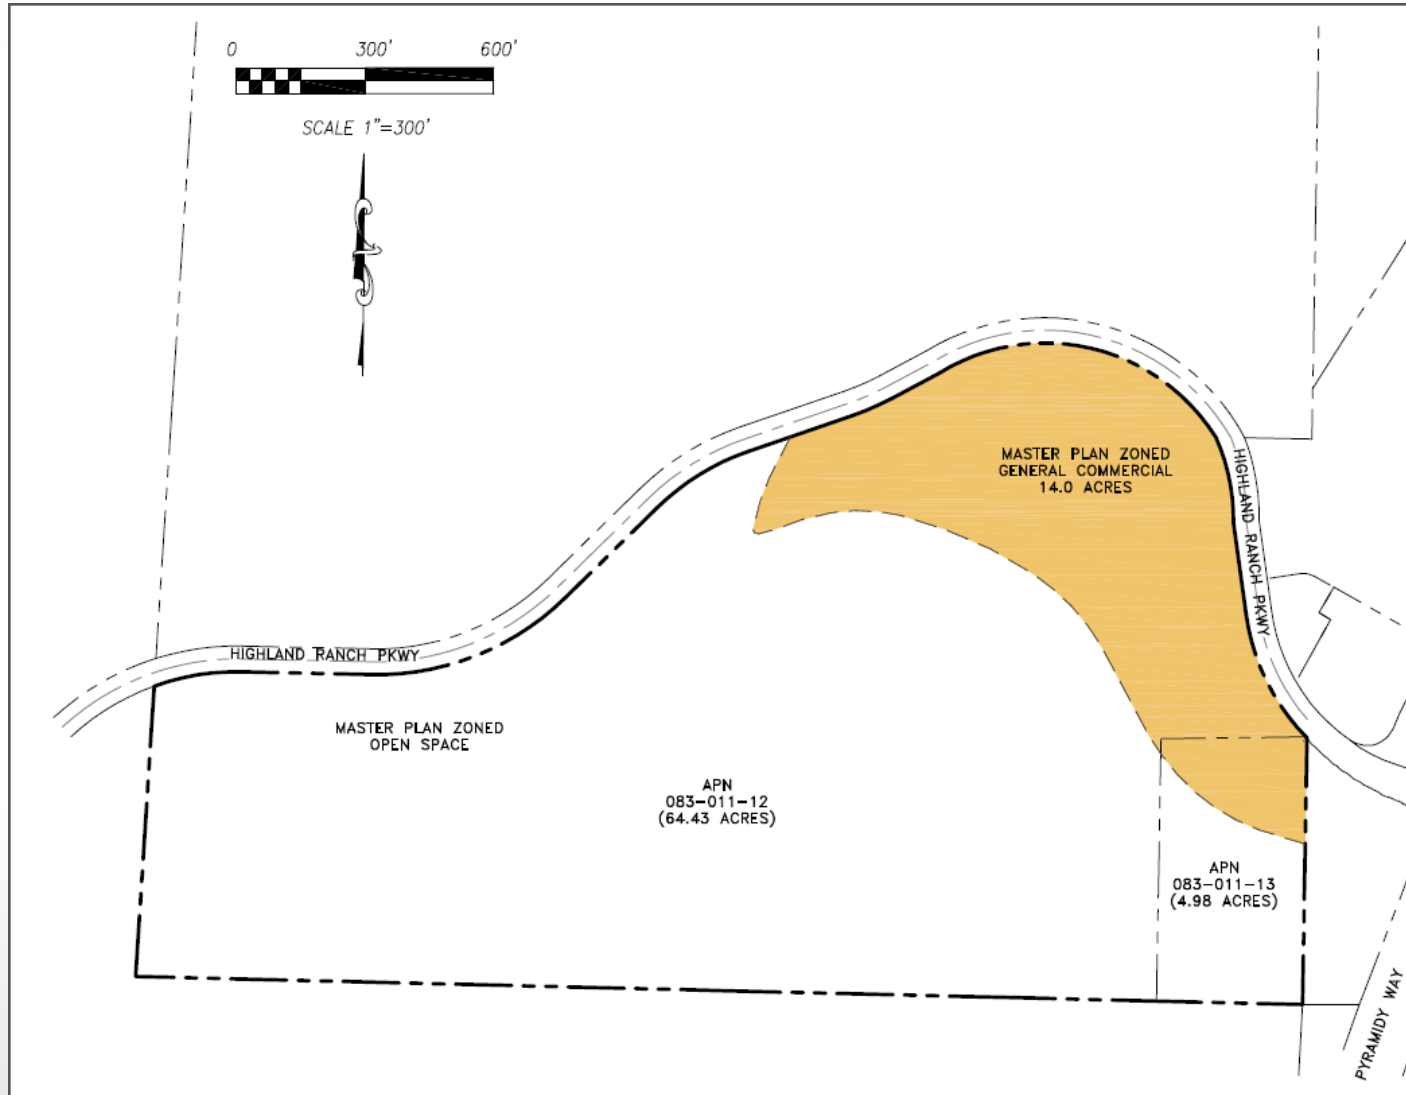 0 300' 600'
SCALE 1"=300'
MASTER PLAN ZONED
GENERAL COMMERCIAL
14.0 ACRES
HIGHLAND RANCH PKWY
HIGHLAND RANCH PKWY
MASTER PLAN ZONED
OPEN SPACE
APN
083-011-12
(64.43 ACRES)
APN
083-011-13
(4.98 ACRES)
PYRAMIDY WAY